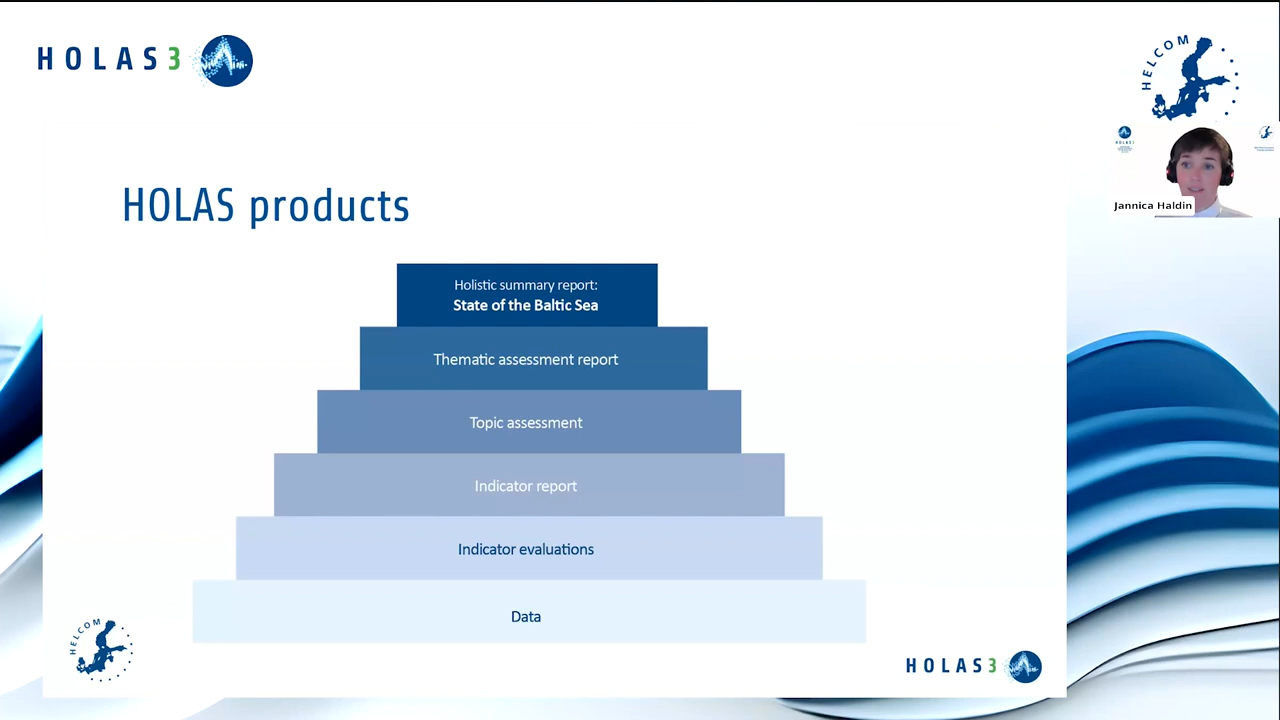 HOLAS3
HELCOM
Jannica Haldin
HOLAS products
Holistic summary report:
State of the Baltic Sea
Thematic assessment report
Topic assessment
Indicator report
Indicator evaluations
Data
HELCOM
HOLAS3